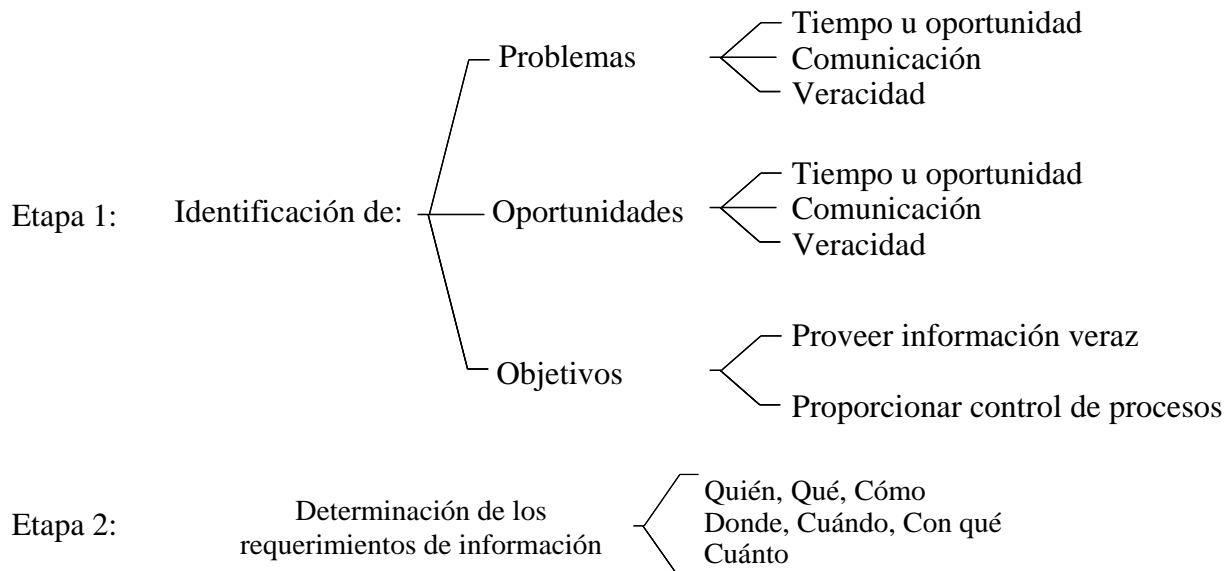 Problemas
Tiempo u oportunidad
Comunicación
Veracidad
Etapa 1:
Identificación de:
Oportunidades
Tiempo u oportunidad
Comunicación
Veracidad
Objetivos
Proveer información veraz
Proporcionar control de procesos
Etapa 2:
Determinación de los
requerimientos de información
Quién, Qué, Cómo
Donde, Cuándo, Con qué
Cuánto